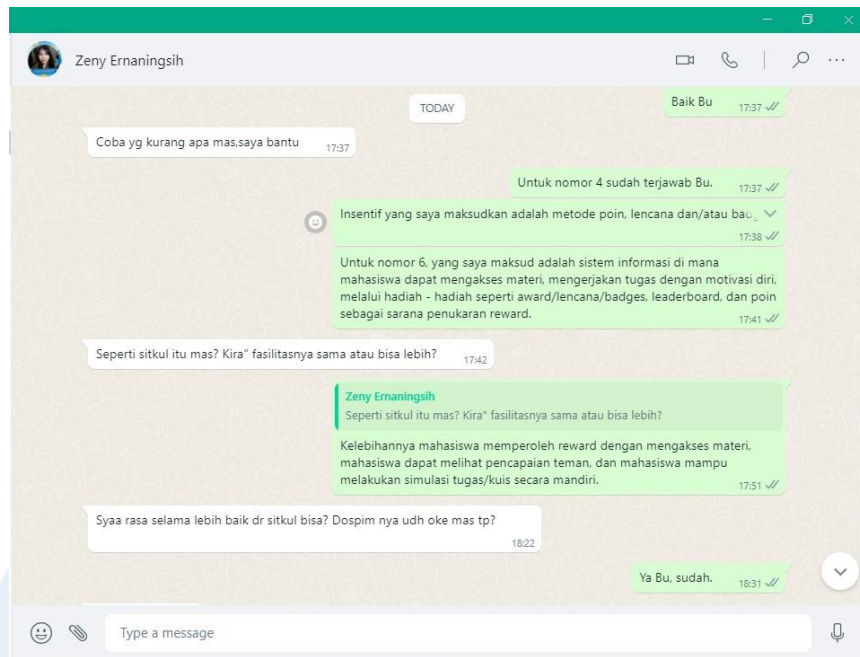 Zeny Ernaningsih
TODAY
Baik Bu
17:37
Coba yg kurang apa mas,saya bantu
17:37
Untuk nomor 4 sudah terjawab Bu.
17:37
Insentif yang saya maksudkan adalah metode poin, lencana dan/atau
17:38
Untuk nomor 6, yang saya maksud adalah sistem informasi di mana
mahasiswa dapat mengakses materi, mengerjakan tugas dengan motivasi diri,
melalui hadiah - hadiah seperti award/lencana/badges, leaderboard, dan poin
sebagai sarana penukaran reward.
17:41
Seperti sitkul itu mas? Kira" fasilitasnya sama atau bisa lebih?
17:42
Zeny Ernaningsih
Seperti sitkul itu mas? Kira" fasilitasnya sama atau bisa lebih?
Kelebihannya mahasiswa memperoleh reward dengan mengakses materi,
mahasiswa dapat melihat pencapaian teman, dan mahasiswa mampu
melakukan simulasi tugas/kuis secara mandiri.
17:51
Syaa rasa selama lebih baik dr sitkul bisa? Dospim nya udh oke mas tp?
18:22
Ya Bu, sudah.
18:31
Type a message